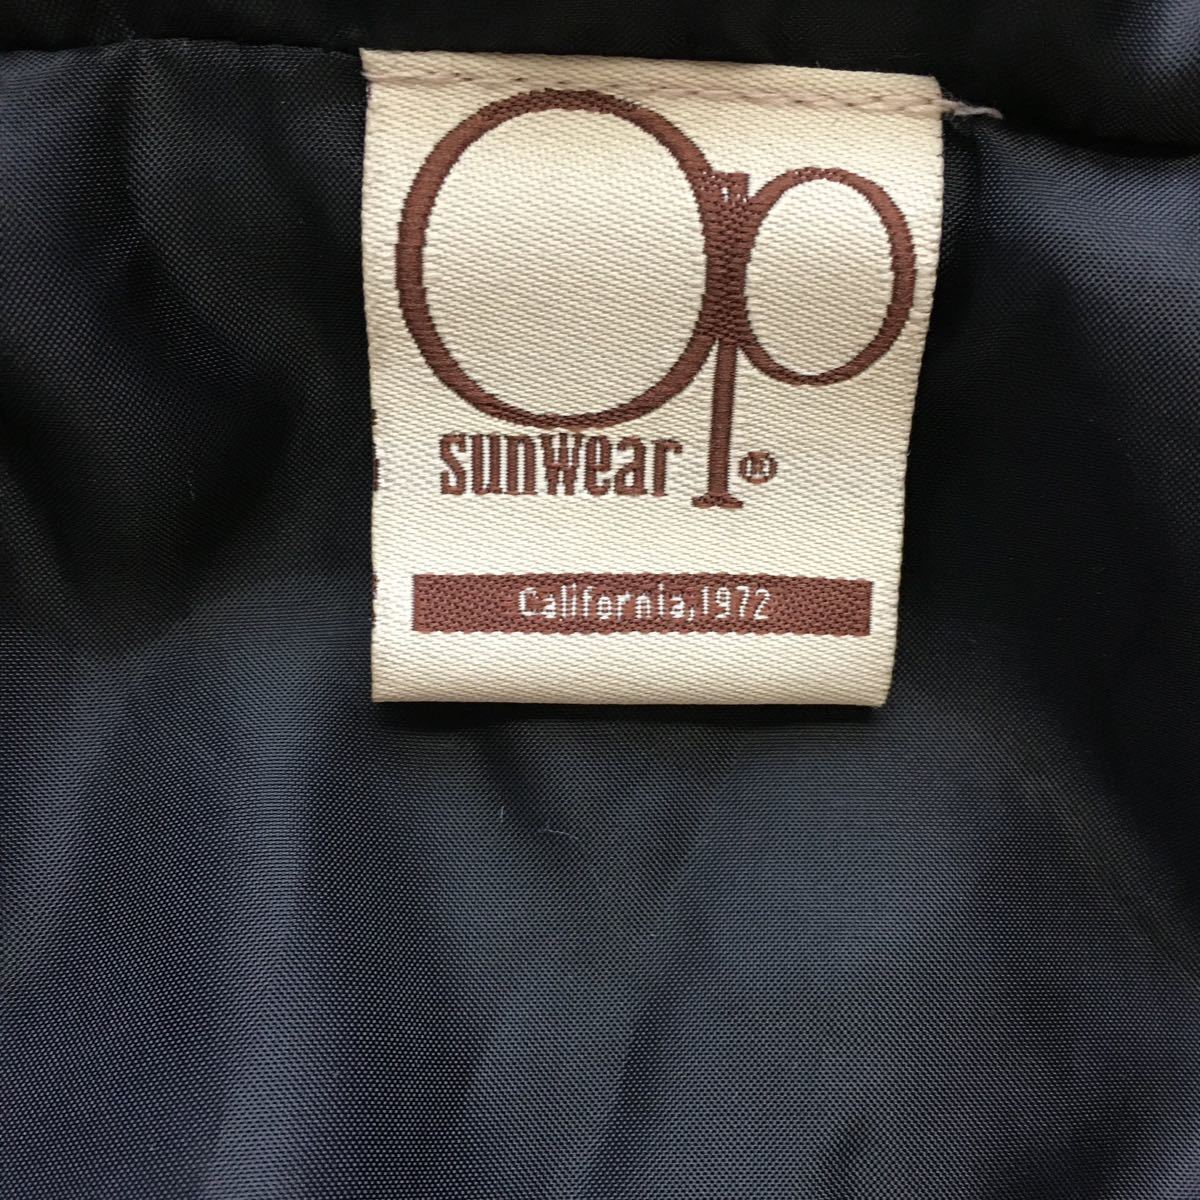 Op
sunwear ®
California, 1972